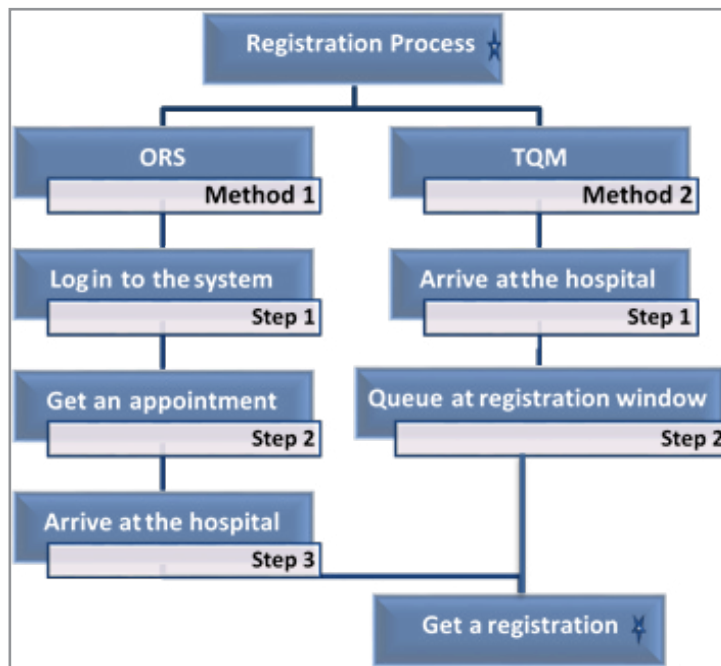 Registration Process
ORS
Method 1
TQM
Method 2
Login to the system
Step 1
Arrive at the hospital
Step 1
Get an appointment
Step 2
Queue at registration window
Step 2
Arrive at the hospital
Step 3
Get a registration